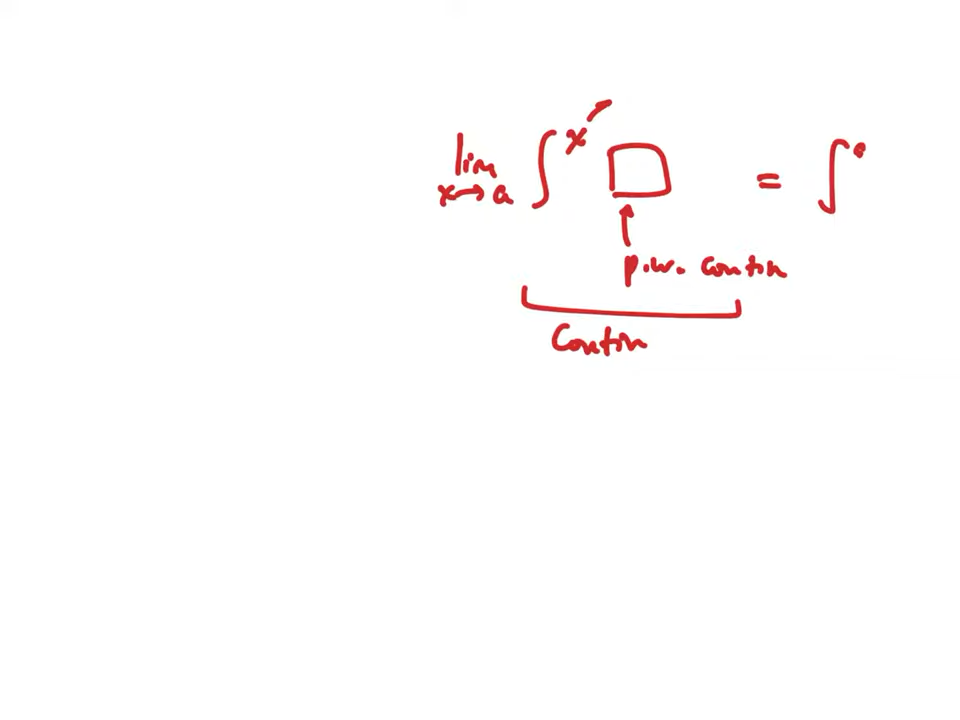 lim x→a ∫^x □ = ∫^a
p.w. contin
Contin